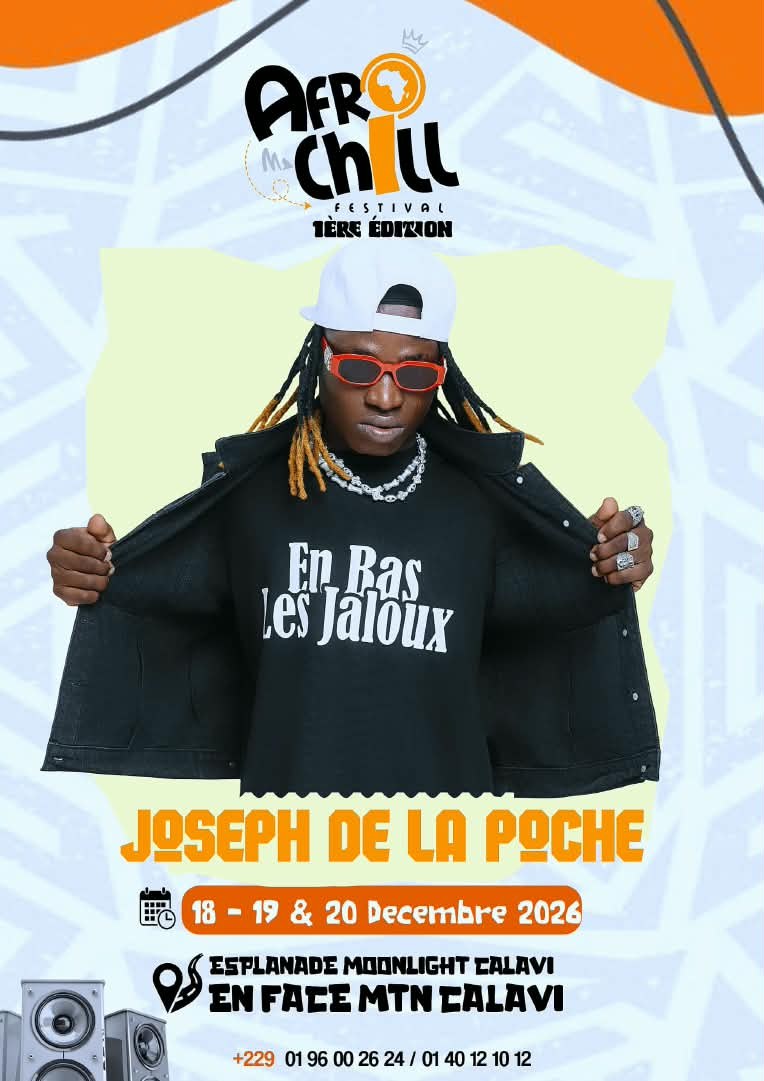 AFRO
Mr
CHILL
FESTIVAL
1ÈRE ÉDITION
En Bas
Les Jaloux
JOSEPH DE LA POCHE
18 - 19 & 20 Decembre 2026
ESPLANADE MOONLIGHT CALAVI
EN FACE MTN CALAVI
+229 01 96 00 26 24 / 01 40 12 10 12